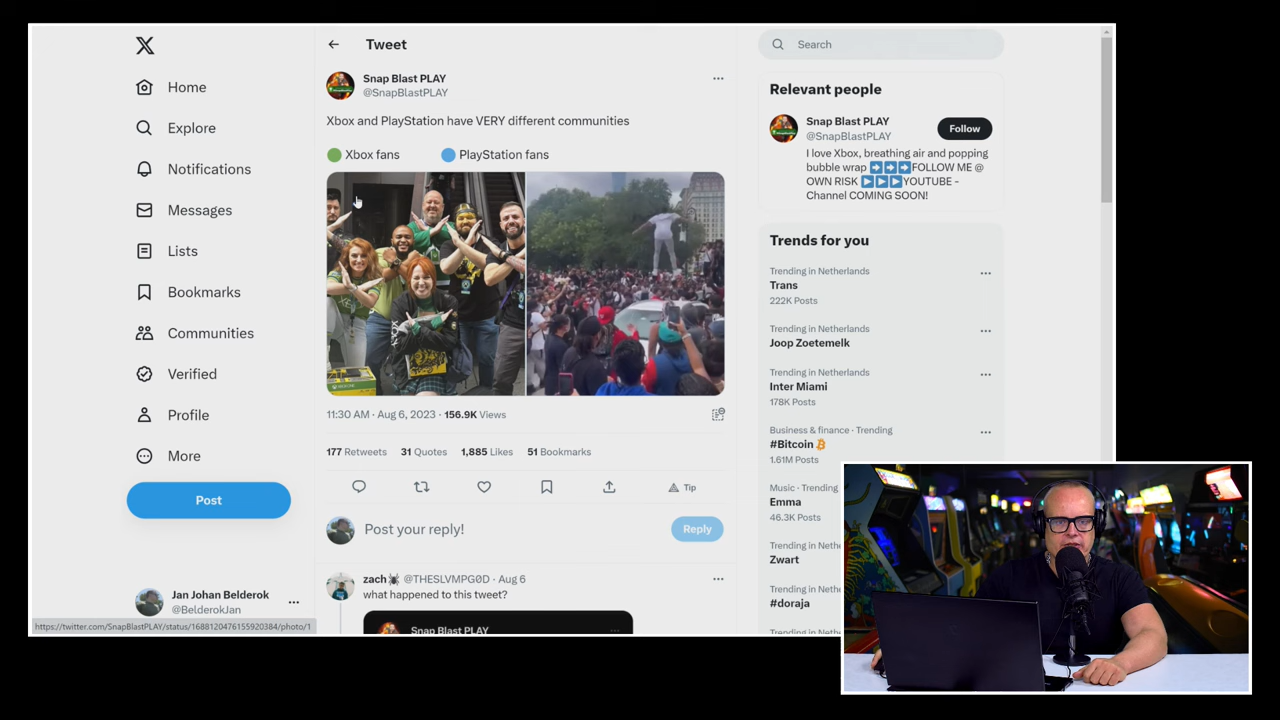 Home
Explore
Notifications
Messages
Lists
Bookmarks
Communities
Verified
Profile
More
Post
Jan Johan Belderok
@BelderokJan
https://twitter.com/SnapBlastPLAY/status/1688120476155920384/photo/1
Tweet
Snap Blast PLAY
@SnapBlastPLAY
Xbox and PlayStation have VERY different communities
🟢 Xbox fans 🔵 PlayStation fans
11:30 AM · Aug 6, 2023 · 156.9K Views
177 Retweets 31 Quotes 1,885 Likes 51 Bookmarks
Tip
Post your reply!
Reply
zach🕷 @THESLVMPG0D · Aug 6
what happened to this tweet?
Snap Blast PLAY
Search
Relevant people
Snap Blast PLAY
@SnapBlastPLAY
Follow
I love Xbox, breathing air and popping
bubble wrap ➡️➡️➡️FOLLOW ME @
OWN RISK ▶️▶️▶️YOUTUBE -
Channel COMING SOON!
Trends for you
Trending in Netherlands
Trans
222K Posts
Trending in Netherlands
Joop Zoetemelk
Trending in Netherlands
Inter Miami
178K Posts
Business & finance · Trending
#Bitcoin
1.61M Posts
Music · Trending
Emma
46.3K Posts
Trending in Nethe
Zwart
Trending in Nethe
#doraja